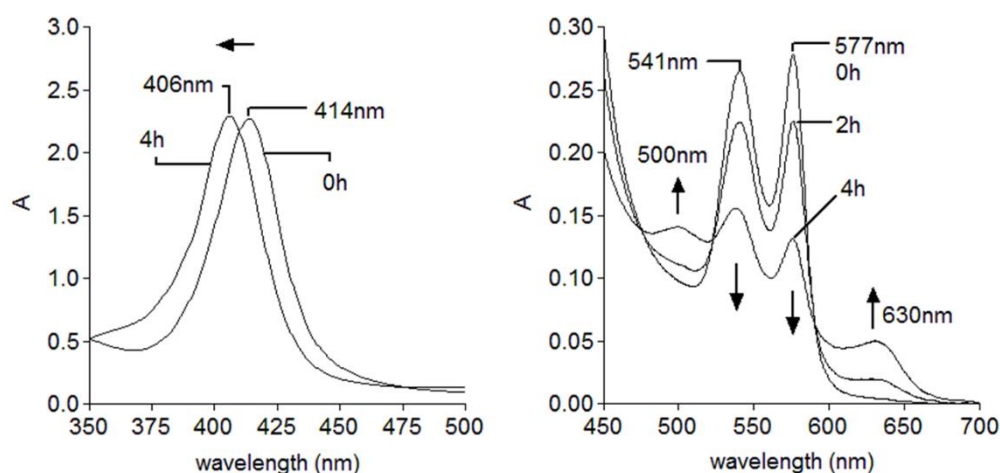 3.0
2.5
2.0
1.5
1.0
0.5
0.0
A
406nm
414nm
4h
0h
350
375
400
425
450
475
500
wavelength (nm)
0.30
0.25
0.20
0.15
0.10
0.05
0.00
A
541nm
577nm
0h
2h
500nm
4h
630nm
450
500
550
600
650
700
wavelength (nm)